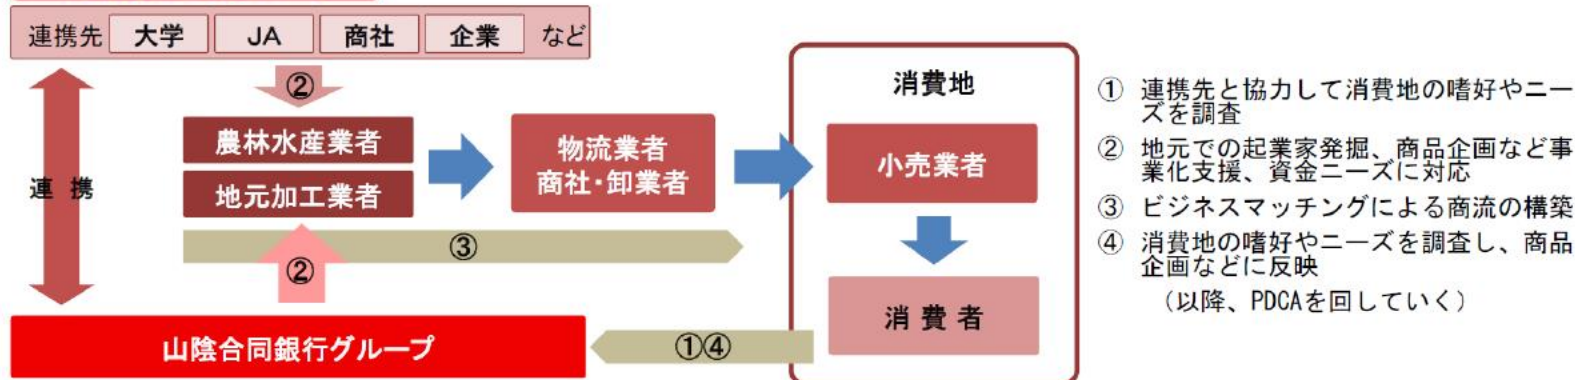 連携先 大学 JA 商社 企業 など
②
農林水産業者
地元加工業者
物流業者
商社・卸業者
消費地
小売業者
消費者
連携
③
②
山陰合同銀行グループ
①④
① 連携先と協力して消費地の嗜好やニー
ズを調査
② 地元での起業家発掘、商品企画など事
業化支援、資金ニーズに対応
③ ビジネスマッチングによる商流の構築
④ 消費地の嗜好やニーズを調査し、商品
企画などに反映
（以降、PDCAを回していく）